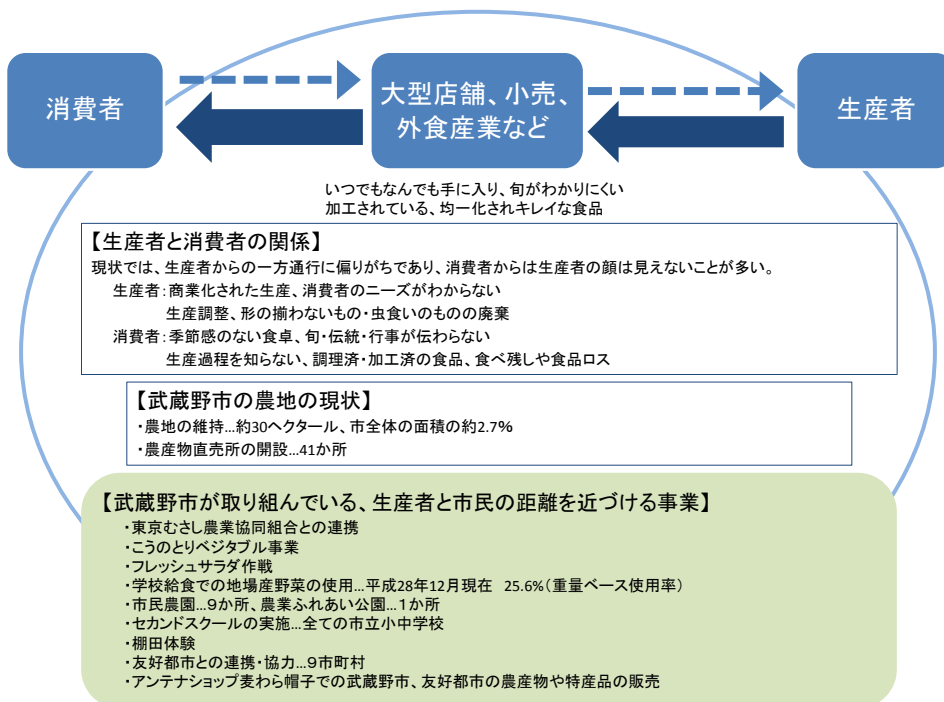 消費者
大型店舗、小売、
外食産業など
生産者
いつでもなんでも手に入り、旬がわかりにくい
加工されている、均一化されキレイな食品
【生産者と消費者の関係】
現状では、生産者からの一方通行に偏りがちであり、消費者からは生産者の顔は見えないことが多い。
生産者：商業化された生産、消費者のニーズがわからない
生産調整、形の揃わないもの・虫食いのものの廃棄
消費者：季節感のない食卓、旬・伝統・行事が伝わらない
生産過程を知らない、調理済・加工済の食品、食べ残しや食品ロス
【武蔵野市の農地の現状】
・農地の維持…約30ヘクタール、市全体の面積の約2.7%
・農産物直売所の開設…41か所
【武蔵野市が取り組んでいる、生産者と市民の距離を近づける事業】
・東京むさし農業協同組合との連携
・こうのとりベジタブル事業
・フレッシュサラダ作戦
・学校給食での地場産野菜の使用…平成28年12月現在　25.6%（重量ベース使用率）
・市民農園…９か所、農業ふれあい公園…１か所
・セカンドスクールの実施…全ての市立小中学校
・棚田体験
・友好都市との連携・協力…９市町村
・アンテナショップ麦わら帽子での武蔵野市、友好都市の農産物や特産品の販売